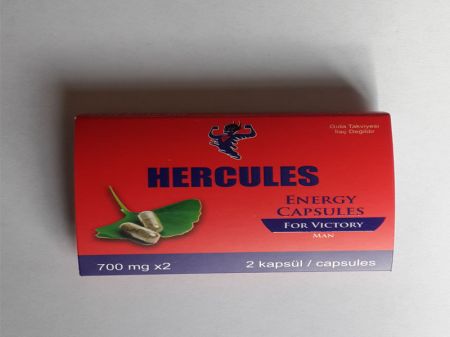 Gıda Takviyesi
İlaç Değildir
HERCULES
ENERGY
CAPSULES
FOR VICTORY
MAN
700 mg x2
2 kapsül / capsules